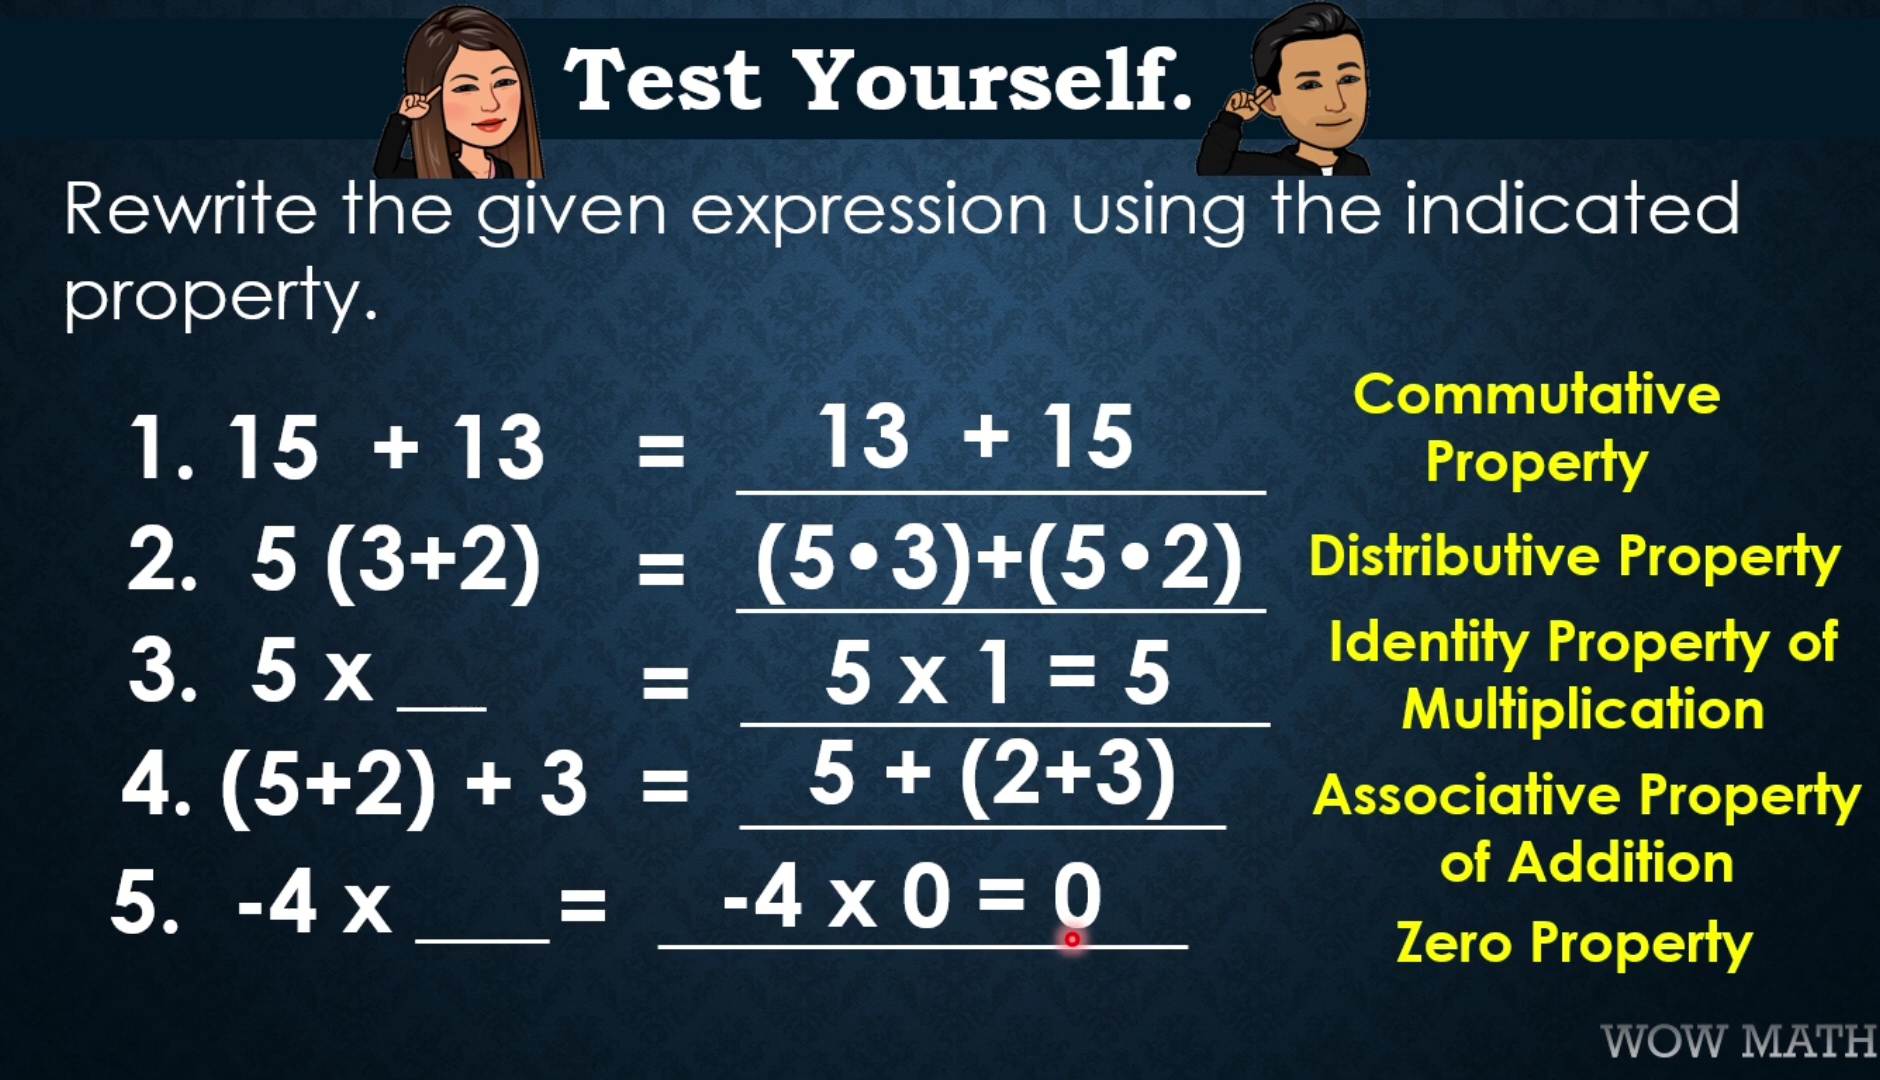 Test Yourself.
Rewrite the given expression using the indicated
property.
1. 15 + 13 = 13 + 15 Commutative
Property
2. 5 (3+2) = (5•3)+(5•2) Distributive Property
3. 5 x __ = 5 x 1 = 5 Identity Property of
Multiplication
4. (5+2) + 3 = 5 + (2+3) Associative Property
of Addition
5. -4 x ___ = -4 x 0 = 0 Zero Property
WOW MATH